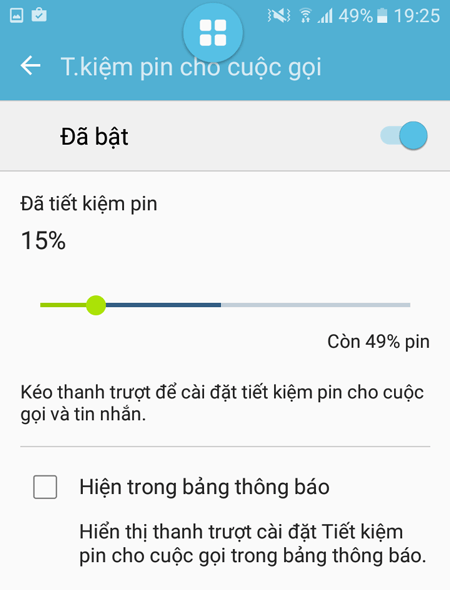 49% 19:25
T.kiệm pin cho cuộc gọi
Đã bật
Đã tiết kiệm pin
15%
Còn 49% pin
Kéo thanh trượt để cài đặt tiết kiệm pin cho cuộc
gọi và tin nhắn.
Hiện trong bảng thông báo
Hiển thị thanh trượt cài đặt Tiết kiệm
pin cho cuộc gọi trong bảng thông báo.